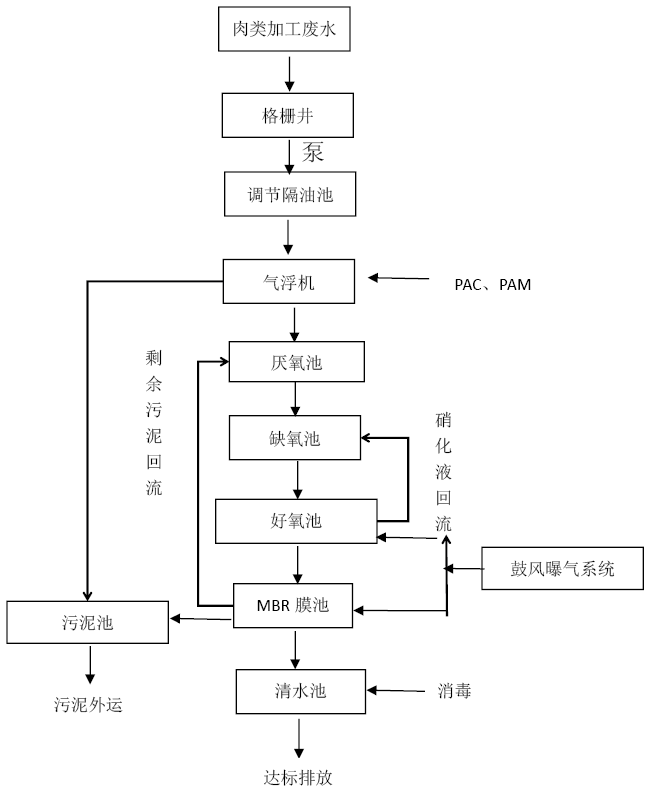 肉类加工废水
格栅井
泵
调节隔油池
气浮机
PAC、PAM
剩余污泥回流
厌氧池
缺氧池
硝化液回流
好氧池
鼓风曝气系统
MBR 膜池
污泥池
清水池
消毒
污泥外运
达标排放